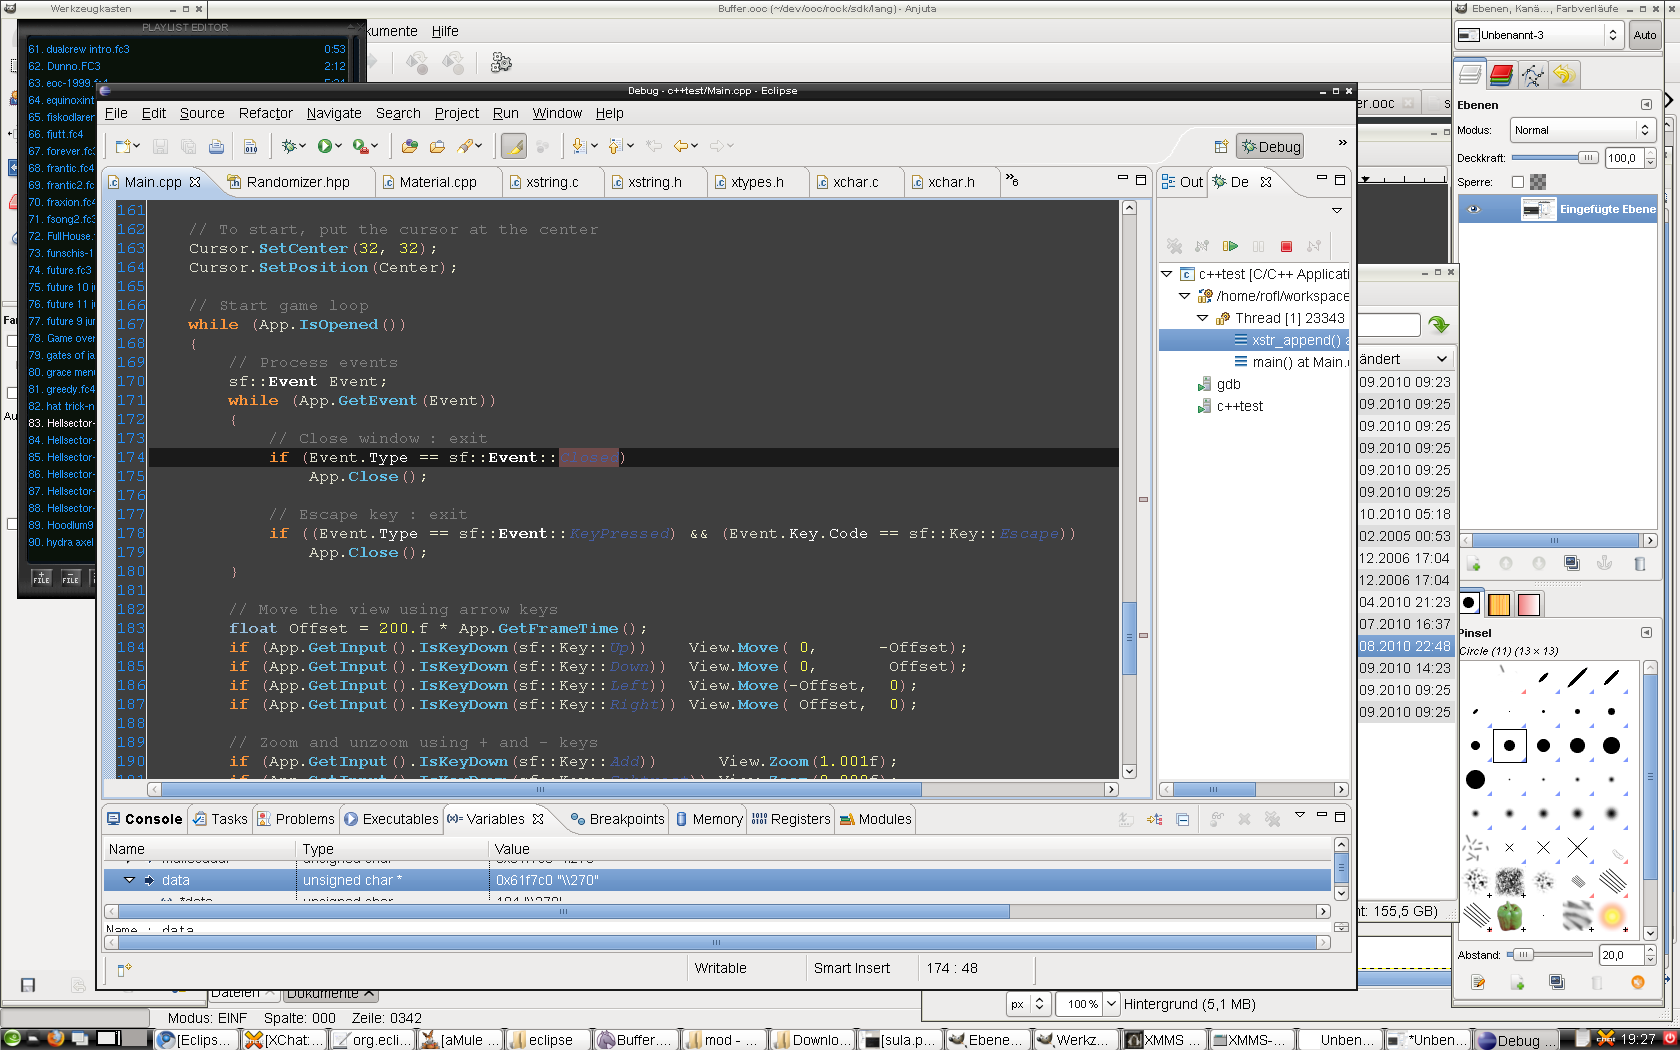 Werkzeugkasten
Buffer.ooc (~/dev/ooc/rock/sdk/lang) - Anjuta
Ebenen, Kanä..., Farbverläufe
PLAYLIST EDITOR
61. dualcrew intro.fc3 0:53
62. Dunno.FC3 2:12
63. eoc-1999.fc4
64. equinoxint
65. fiskodlarer
66. fjutt.fc4
67. forever.fc3
68. frantic.fc4
69. frantic2.fc
70. fraxion.fc4
71. fsong2.fc3
72. FullHouse.
73. funschis-1
74. future.fc3
75. future 10 j
76. future 11 j
77. future 9 jur
78. Game over
79. gates of ja
80. grace menu
81. greedy.fc4
82. hat trick-n
83. Hellsector-
84. Hellsector-
85. Hellsector-
86. Hellsector-
87. Hellsector-
88. Hellsector-
89. Hoodlum9
90. hydra axel
FILE FILE
kumente Hilfe
Debug - c++test/Main.cpp - Eclipse
File Edit Source Refactor Navigate Search Project Run Window Help
Debug
Main.cpp Randomizer.hpp Material.cpp xstring.c xstring.h xtypes.h xchar.c xchar.h 6
161
162 // To start, put the cursor at the center
163 Cursor.SetCenter(32, 32);
164 Cursor.SetPosition(Center);
165
166 // Start game loop
167 while (App.IsOpened())
168 {
169 // Process events
170 sf::Event Event;
171 while (App.GetEvent(Event))
172 {
173 // Close window : exit
174 if (Event.Type == sf::Event::Closed)
175 App.Close();
176
177 // Escape key : exit
178 if ((Event.Type == sf::Event::KeyPressed) && (Event.Key.Code == sf::Key::Escape))
179 App.Close();
180 }
181
182 // Move the view using arrow keys
183 float Offset = 200.f * App.GetFrameTime();
184 if (App.GetInput().IsKeyDown(sf::Key::Up)) View.Move( 0, -Offset);
185 if (App.GetInput().IsKeyDown(sf::Key::Down)) View.Move( 0, Offset);
186 if (App.GetInput().IsKeyDown(sf::Key::Left)) View.Move(-Offset, 0);
187 if (App.GetInput().IsKeyDown(sf::Key::Right)) View.Move( Offset, 0);
188
189 // Zoom and unzoom using + and - keys
190 if (App.GetInput().IsKeyDown(sf::Key::Add)) View.Zoom(1.001f);
Out De
c++test [C/C++ Applicati
/home/rofl/workspace
Thread [1] 23343
xstr_append() a
main() at Main.
gdb
c++test
Console Tasks Problems Executables Variables Breakpoints Memory Registers Modules
Name Type Value
data unsigned char * 0x61f7c0 "\\270"
Name : data
Writable Smart Insert 174 : 48
er.ooc
ändert
09.2010 09:23
09.2010 09:25
09.2010 09:25
09.2010 09:25
09.2010 09:25
09.2010 09:25
10.2010 05:18
02.2005 00:53
12.2006 17:04
12.2006 17:04
04.2010 21:23
07.2010 16:37
08.2010 22:48
09.2010 14:23
09.2010 09:25
09.2010 09:25
nt: 155,5 GB)
Unbenannt-3 Auto
Ebenen
Modus: Normal
Deckkraft: 100,0
Sperre:
Eingefügte Ebene
Pinsel
Circle (11) (13 × 13)
Abstand: 20,0
Dateien Dokumente
px 100% Hintergrund (5,1 MB)
Modus: EINF Spalte: 000 Zeile: 0342
[Eclips... [XChat:... org.ecli... [aMule ... eclipse Buffer.... mod - ... Downlo... [sula.p... Ebene... Werkz... XMMS ... XMMS-... Unben... *Unben... Debug ... 19:27